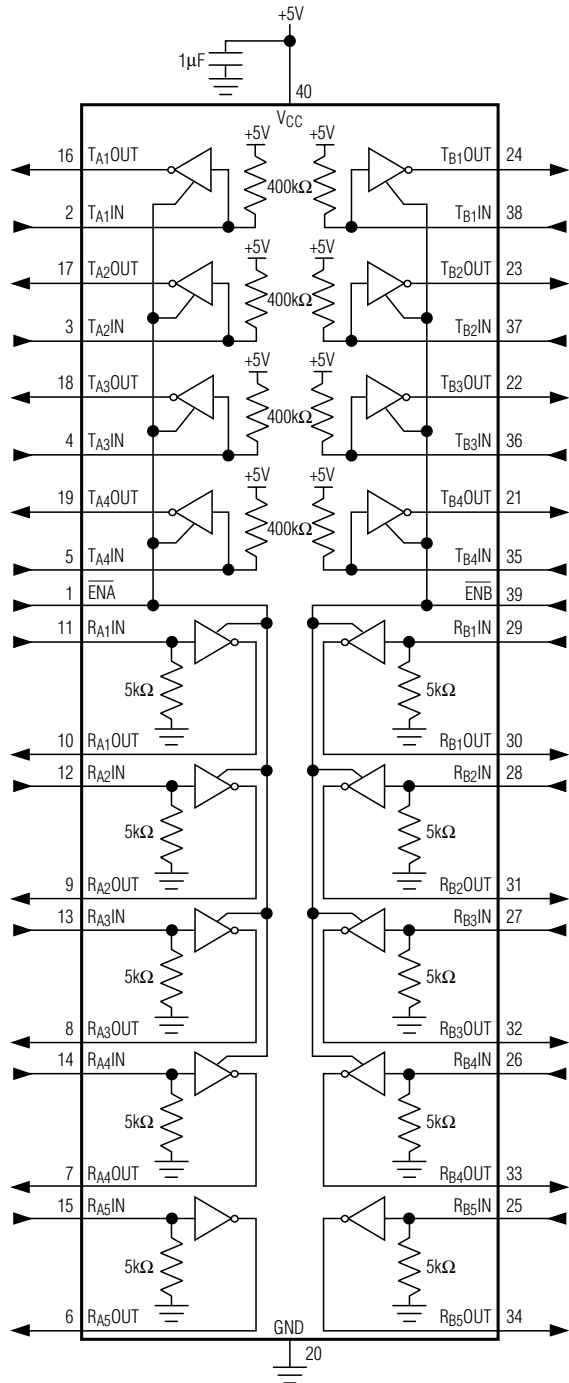 +5V
1μF
40
VCC
+5V +5V
16 TA1OUT TB1OUT 24
400kΩ
2 TA1IN TB1IN 38
+5V +5V
17 TA2OUT TB2OUT 23
400kΩ
3 TA2IN TB2IN 37
+5V +5V
18 TA3OUT TB3OUT 22
400kΩ
4 TA3IN TB3IN 36
+5V +5V
19 TA4OUT TB4OUT 21
400kΩ
5 TA4IN TB4IN 35
1 E̅N̅A̅ E̅N̅B̅ 39
11 RA1IN RB1IN 29
5kΩ 5kΩ
10 RA1OUT RB1OUT 30
12 RA2IN RB2IN 28
5kΩ 5kΩ
9 RA2OUT RB2OUT 31
13 RA3IN RB3IN 27
5kΩ 5kΩ
8 RA3OUT RB3OUT 32
14 RA4IN RB4IN 26
5kΩ 5kΩ
7 RA4OUT RB4OUT 33
15 RA5IN RB5IN 25
5kΩ 5kΩ
6 RA5OUT RB5OUT 34
GND
20